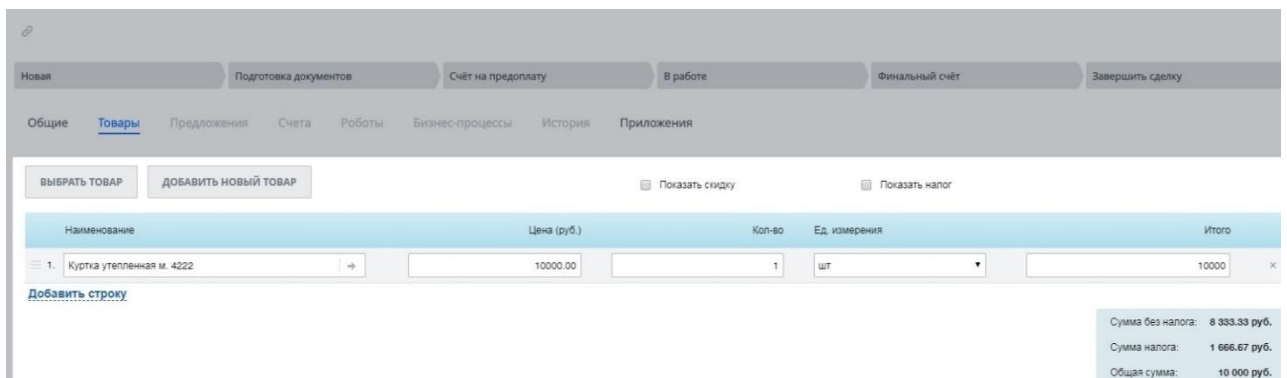 Новая Подготовка документов Счёт на предоплату В работе Финальный счёт Завершить сделку
Общие Товары Предложения Счета Роботы Бизнес-процессы История Приложения
ВЫБРАТЬ ТОВАР ДОБАВИТЬ НОВЫЙ ТОВАР Показать скидку Показать налог
Наименование Цена (руб.) Кол-во Ед. измерения Итого
1. Куртка утепленная м. 4222 10000.00 1 шт 10000
Добавить строку
Сумма без налога: 8 333.33 руб.
Сумма налога: 1 666.67 руб.
Общая сумма: 10 000 руб.